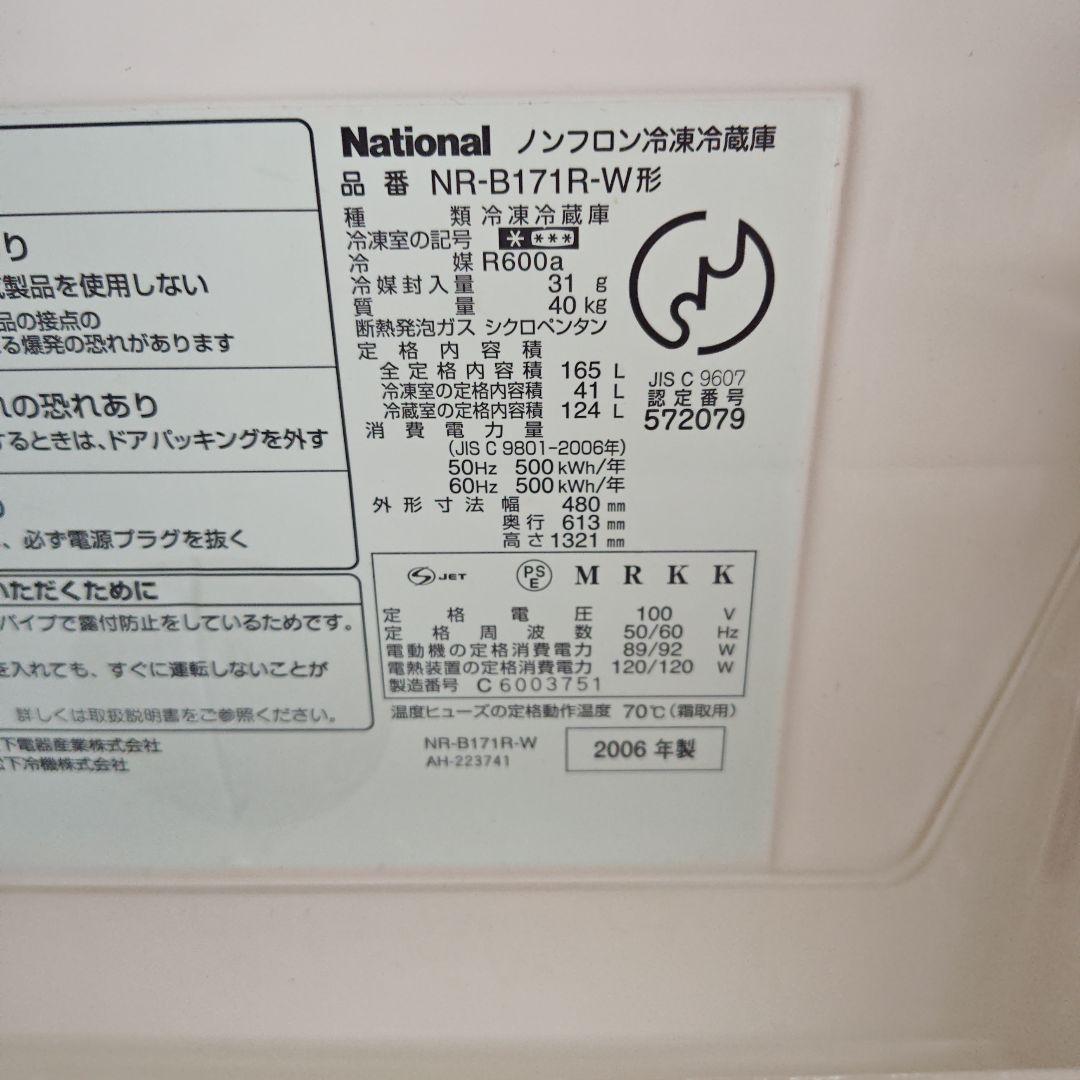 り
製品を使用しない
品の接点の
る爆発の恐れがあります
れの恐れあり
するときは、ドアパッキングを外す
、必ず電源プラグを抜く
いただくために
パイプで露付防止をしているためです。
を入れても、すぐに運転しないことが
詳しくは取扱説明書をご参照ください。
下電器産業株式会社
松下冷機株式会社
National ノンフロン冷凍冷蔵庫
品番 NR-B171R-W形
種類 冷凍冷蔵庫
冷凍室の記号 * ***
冷媒 R600a
冷媒封入量 31 g
質量 40 kg
断熱発泡ガス シクロペンタン
定格内容積
全定格内容積 165 L
冷凍室の定格内容積 41 L
冷蔵室の定格内容積 124 L
消費電力量
(JIS C 9801-2006年)
50Hz 500 kWh/年
60Hz 500 kWh/年
外形寸法 幅 480 mm
奥行 613 mm
高さ 1321 mm
JIS C 9607
認定番号
572079
S JET PS E M R K K
定格電圧 100 V
定格周波数 50/60 Hz
電動機の定格消費電力 89/92 W
電熱装置の定格消費電力 120/120 W
製造番号 C 6003751
温度ヒューズの定格動作温度 70℃(霜取用)
NR-B171R-W
AH-223741
2006 年製